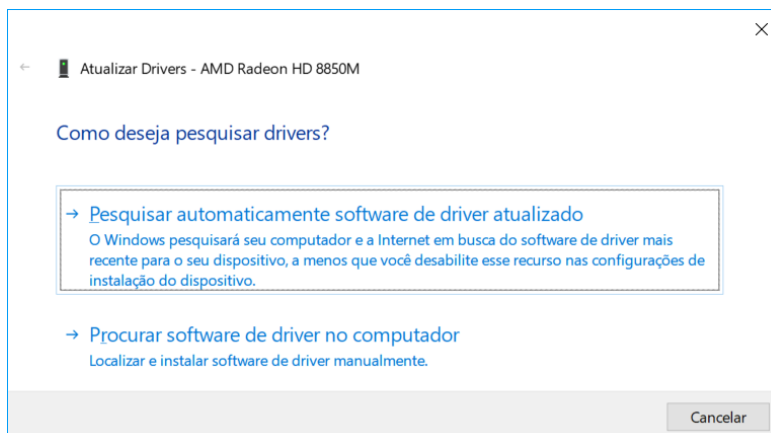 Atualizar Drivers - AMD Radeon HD 8850M
Como deseja pesquisar drivers?
Pesquisar automaticamente software de driver atualizado
O Windows pesquisará seu computador e a Internet em busca do software de driver mais
recente para o seu dispositivo, a menos que você desabilite esse recurso nas configurações de
instalação do dispositivo.
Procurar software de driver no computador
Localizar e instalar software de driver manualmente.
Cancelar